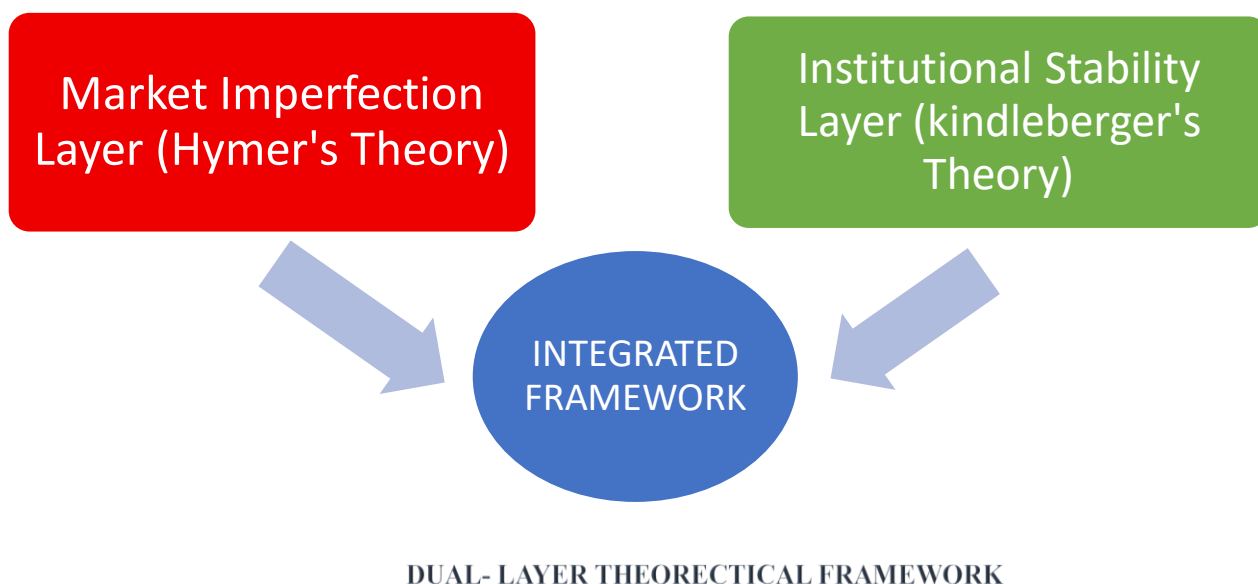 Market Imperfection
Layer (Hymer's Theory)
Institutional Stability
Layer (kindleberger's
Theory)
INTEGRATED
FRAMEWORK
DUAL- LAYER THEORECTICAL FRAMEWORK